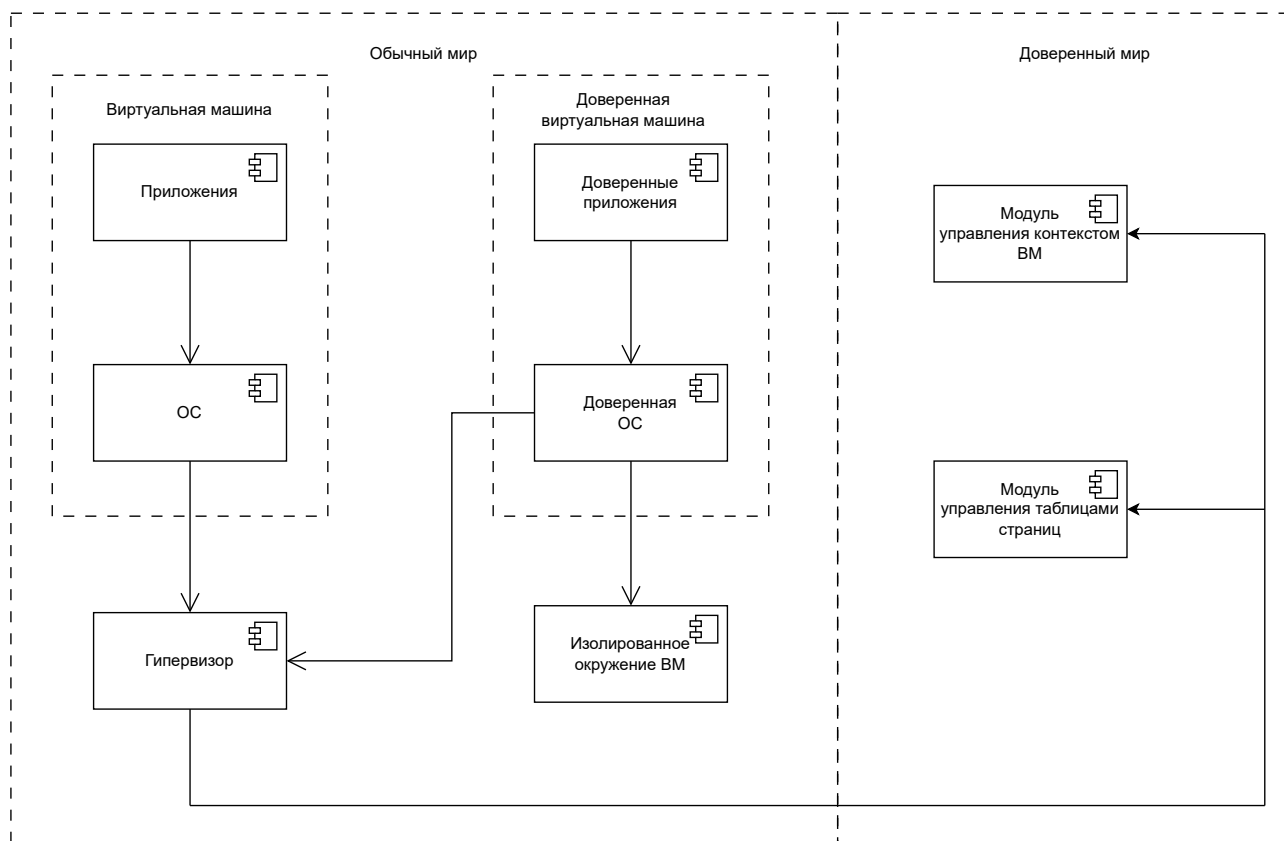 Обычный мир
Доверенный мир
Виртуальная машина
Доверенная
виртуальная машина
Приложения
Доверенные
приложения
Модуль
управления контекстом
ВМ
ОС
Доверенная
ОС
Модуль
управления таблицами
страниц
Гипервизор
Изолированное
окружение ВМ